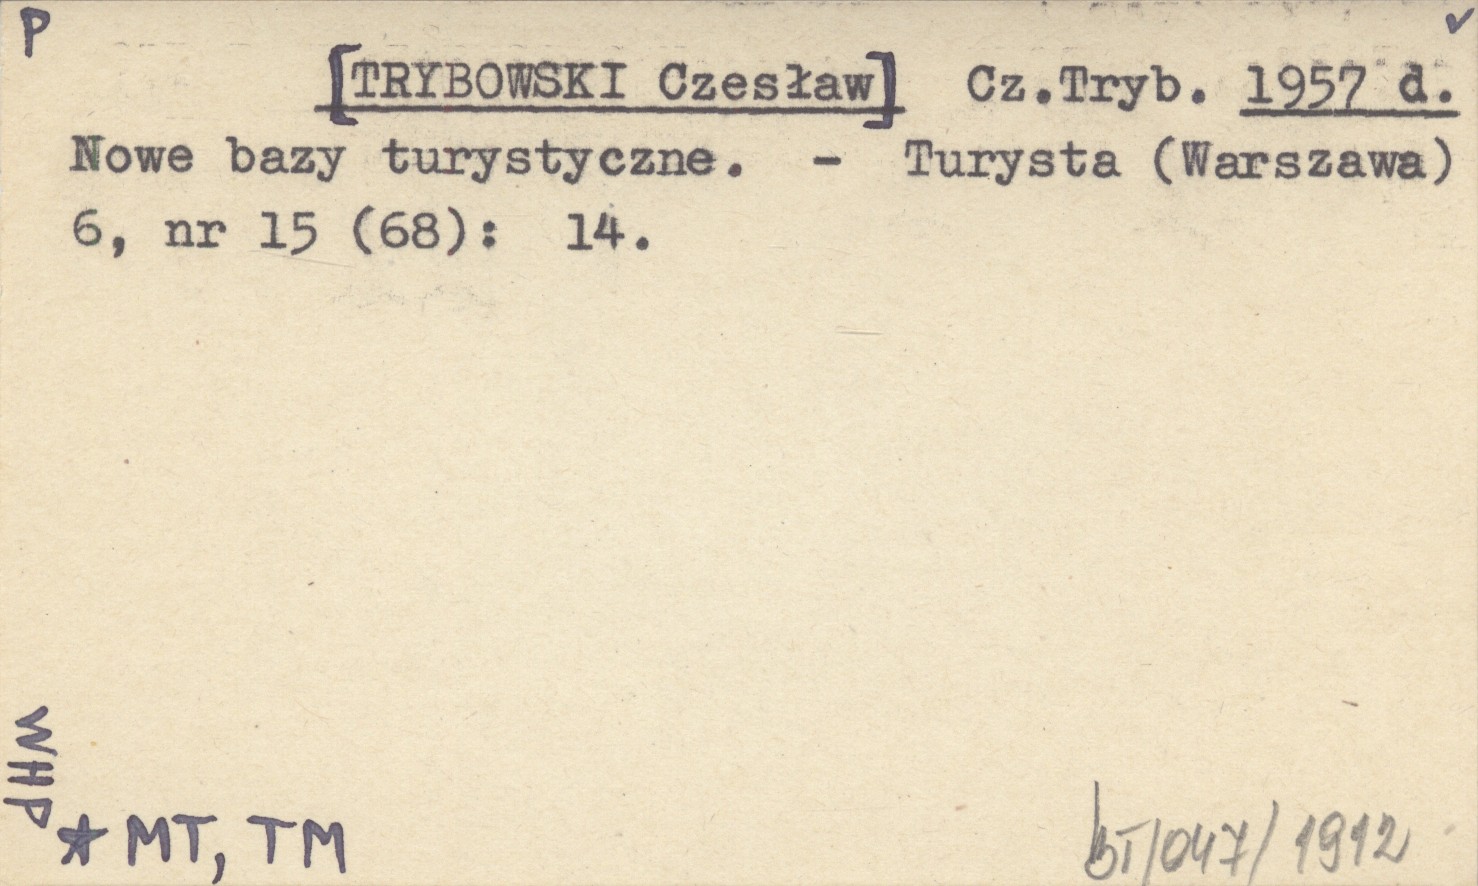 P ✓
[TRYBOWSKI Czesław] Cz.Tryb. 1957 d.
Nowe bazy turystyczne. - Turysta (Warszawa)
6, nr 15 (68): 14.
WHP
* MT, TM
BT/047/1912